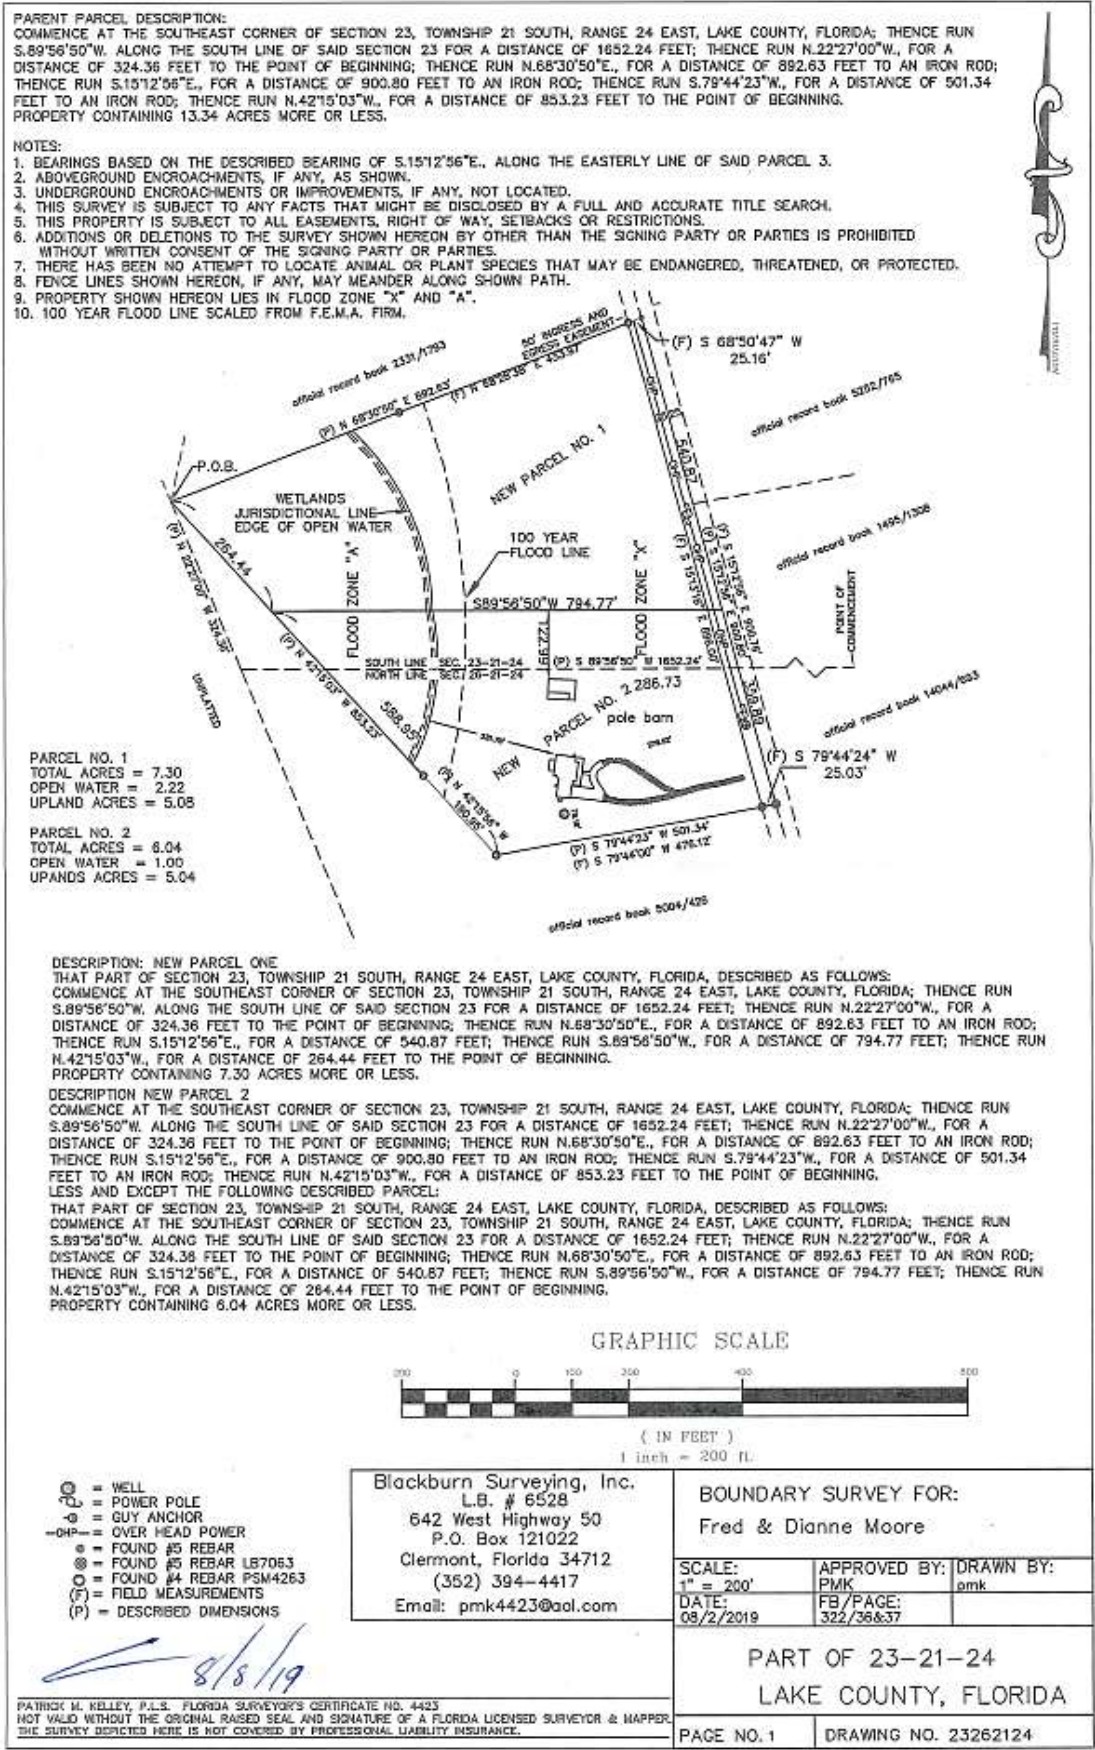 PARENT PARCEL DESCRIPTION:
COMMENCE AT THE SOUTHEAST CORNER OF SECTION 23, TOWNSHIP 21 SOUTH, RANGE 24 EAST, LAKE COUNTY, FLORIDA; THENCE RUN
S.89°56'50"W. ALONG THE SOUTH LINE OF SAID SECTION 23 FOR A DISTANCE OF 1652.24 FEET; THENCE RUN N.22°27'00"W., FOR A
DISTANCE OF 324.36 FEET TO THE POINT OF BEGINNING; THENCE RUN N.68°30'50"E., FOR A DISTANCE OF 892.63 FEET TO AN IRON ROD;
THENCE RUN S.15°12'56"E., FOR A DISTANCE OF 900.80 FEET TO AN IRON ROD; THENCE RUN S.79°44'23"W., FOR A DISTANCE OF 501.34
FEET TO AN IRON ROD; THENCE RUN N.42°15'03"W., FOR A DISTANCE OF 853.23 FEET TO THE POINT OF BEGINNING.
PROPERTY CONTAINING 13.34 ACRES MORE OR LESS.
NOTES:
1. BEARINGS BASED ON THE DESCRIBED BEARING OF S.15°12'56"E., ALONG THE EASTERLY LINE OF SAID PARCEL 3.
2. ABOVEGROUND ENCROACHMENTS, IF ANY, AS SHOWN.
3. UNDERGROUND ENCROACHMENTS OR IMPROVEMENTS, IF ANY, NOT LOCATED.
4. THIS SURVEY IS SUBJECT TO ANY FACTS THAT MIGHT BE DISCLOSED BY A FULL AND ACCURATE TITLE SEARCH.
5. THIS PROPERTY IS SUBJECT TO ALL EASEMENTS, RIGHT OF WAY, SETBACKS OR RESTRICTIONS.
6. ADDITIONS OR DELETIONS TO THE SURVEY SHOWN HEREON BY OTHER THAN THE SIGNING PARTY OR PARTIES IS PROHIBITED
WITHOUT WRITTEN CONSENT OF THE SIGNING PARTY OR PARTIES.
7. THERE HAS BEEN NO ATTEMPT TO LOCATE ANIMAL OR PLANT SPECIES THAT MAY BE ENDANGERED, THREATENED, OR PROTECTED.
8. FENCE LINES SHOWN HEREON, IF ANY, MAY MEANDER ALONG SHOWN PATH.
9. PROPERTY SHOWN HEREON LIES IN FLOOD ZONE "X" AND "A".
10. 100 YEAR FLOOD LINE SCALED FROM F.E.M.A. FIRM.
50' INGRESS AND
EGRESS EASEMENT
(F) S 68°50'47" W
25.16'
official record book 2331/1793
(P) N 68°30'50" E 892.63'
official record book 5202/765
P.O.B.
NEW PARCEL NO. 1
540.87
WETLANDS
JURISDICTIONAL LINE
EDGE OF OPEN WATER
official record book 1495/1308
100 YEAR
FLOOD LINE
264.44
(P) N 22°27'00" W 324.36'
FLOOD ZONE "A"
FLOOD ZONE "X"
(F) S 15°12'56" E 900.76'
(P) S 15°12'56" E 900.80'
POINT OF
COMMENCEMENT
S89°56'50"W 794.77'
122.99
SOUTH LINE SEC. 23-21-24
NORTH LINE SEC. 26-21-24
(P) S 89°56'50" W 1652.24'
(P) N 42°15'03" W 853.23'
UNPLATTED
588.95'
NEW PARCEL NO. 2
286.73
pole barn
official record book 14044/883
(F) S 79°44'24" W
25.03'
(F) N 42°15'56" W
190.95'
(P) S 79°44'23" W 501.34'
(F) S 79°44'00" W 476.12'
official record book 5004/425
PARCEL NO. 1
TOTAL ACRES = 7.30
OPEN WATER = 2.22
UPLAND ACRES = 5.08
PARCEL NO. 2
TOTAL ACRES = 6.04
OPEN WATER = 1.00
UPANDS ACRES = 5.04
DESCRIPTION: NEW PARCEL ONE
THAT PART OF SECTION 23, TOWNSHIP 21 SOUTH, RANGE 24 EAST, LAKE COUNTY, FLORIDA, DESCRIBED AS FOLLOWS:
COMMENCE AT THE SOUTHEAST CORNER OF SECTION 23, TOWNSHIP 21 SOUTH, RANGE 24 EAST, LAKE COUNTY, FLORIDA; THENCE RUN
S.89°56'50"W. ALONG THE SOUTH LINE OF SAID SECTION 23 FOR A DISTANCE OF 1652.24 FEET; THENCE RUN N.22°27'00"W., FOR A
DISTANCE OF 324.36 FEET TO THE POINT OF BEGINNING; THENCE RUN N.68°30'50"E., FOR A DISTANCE OF 892.63 FEET TO AN IRON ROD;
THENCE RUN S.15°12'56"E., FOR A DISTANCE OF 540.87 FEET; THENCE RUN S.89°56'50"W., FOR A DISTANCE OF 794.77 FEET; THENCE RUN
N.42°15'03"W., FOR A DISTANCE OF 264.44 FEET TO THE POINT OF BEGINNING.
PROPERTY CONTAINING 7.30 ACRES MORE OR LESS.
DESCRIPTION NEW PARCEL 2
COMMENCE AT THE SOUTHEAST CORNER OF SECTION 23, TOWNSHIP 21 SOUTH, RANGE 24 EAST, LAKE COUNTY, FLORIDA; THENCE RUN
S.89°56'50"W. ALONG THE SOUTH LINE OF SAID SECTION 23 FOR A DISTANCE OF 1652.24 FEET; THENCE RUN N.22°27'00"W., FOR A
DISTANCE OF 324.36 FEET TO THE POINT OF BEGINNING; THENCE RUN N.68°30'50"E., FOR A DISTANCE OF 892.63 FEET TO AN IRON ROD;
THENCE RUN S.15°12'56"E., FOR A DISTANCE OF 900.80 FEET TO AN IRON ROD; THENCE RUN S.79°44'23"W., FOR A DISTANCE OF 501.34
FEET TO AN IRON ROD; THENCE RUN N.42°15'03"W., FOR A DISTANCE OF 853.23 FEET TO THE POINT OF BEGINNING.
LESS AND EXCEPT THE FOLLOWING DESCRIBED PARCEL:
THAT PART OF SECTION 23, TOWNSHIP 21 SOUTH, RANGE 24 EAST, LAKE COUNTY, FLORIDA, DESCRIBED AS FOLLOWS:
COMMENCE AT THE SOUTHEAST CORNER OF SECTION 23, TOWNSHIP 21 SOUTH, RANGE 24 EAST, LAKE COUNTY, FLORIDA; THENCE RUN
S.89°56'50"W. ALONG THE SOUTH LINE OF SAID SECTION 23 FOR A DISTANCE OF 1652.24 FEET; THENCE RUN N.22°27'00"W., FOR A
DISTANCE OF 324.36 FEET TO THE POINT OF BEGINNING; THENCE RUN N.68°30'50"E., FOR A DISTANCE OF 892.63 FEET TO AN IRON ROD;
THENCE RUN S.15°12'56"E., FOR A DISTANCE OF 540.87 FEET; THENCE RUN S.89°56'50"W., FOR A DISTANCE OF 794.77 FEET; THENCE RUN
N.42°15'03"W., FOR A DISTANCE OF 264.44 FEET TO THE POINT OF BEGINNING.
PROPERTY CONTAINING 6.04 ACRES MORE OR LESS.
GRAPHIC SCALE
200 0 100 200 400 800
( IN FEET )
1 inch = 200 ft.
= WELL
= POWER POLE
= GUY ANCHOR
—OHP— = OVER HEAD POWER
= FOUND #5 REBAR
= FOUND #5 REBAR LB7063
= FOUND #4 REBAR PSM4263
(F) = FIELD MEASUREMENTS
(P) = DESCRIBED DIMENSIONS
8/8/19
PATRICK M. KELLEY, P.L.S. FLORIDA SURVEYOR'S CERTIFICATE NO. 4423
NOT VALID WITHOUT THE ORIGINAL RAISED SEAL AND SIGNATURE OF A FLORIDA LICENSED SURVEYOR & MAPPER.
THE SURVEY DEPICTED HERE IS NOT COVERED BY PROFESSIONAL LIABILITY INSURANCE.
Blackburn Surveying, Inc.
L.B. # 6528
642 West Highway 50
P.O. Box 121022
Clermont, Florida 34712
(352) 394-4417
Email: pmk4423@aol.com
BOUNDARY SURVEY FOR:
Fred & Dianne Moore
SCALE:
1" = 200'
APPROVED BY:
PMK
DRAWN BY:
pmk
DATE:
08/2/2019
FB/PAGE:
322/36&37
PART OF 23-21-24
LAKE COUNTY, FLORIDA
PAGE NO. 1
DRAWING NO. 23262124